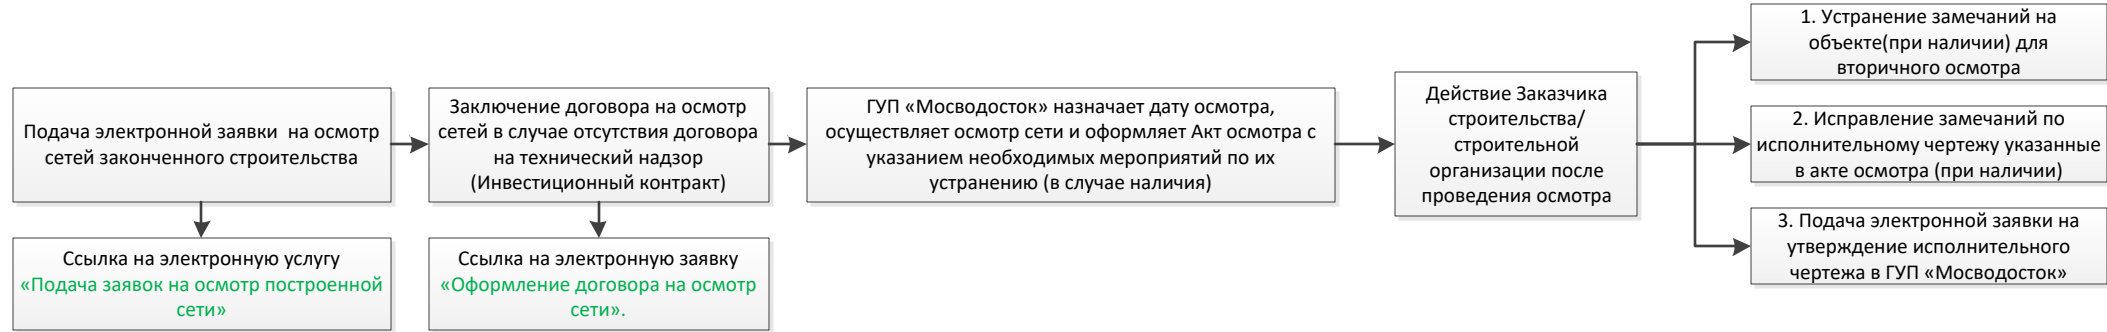 Подача электронной заявки на осмотр
сетей законченного строительства
Ссылка на электронную услугу
«Подача заявок на осмотр построенной
сети»
Заключение договора на осмотр
сетей в случае отсутствия договора
на технический надзор
(Инвестиционный контракт)
Ссылка на электронную заявку
«Оформление договора на осмотр
сети».
ГУП «Мосводосток» назначает дату осмотра,
осуществляет осмотр сети и оформляет Акт осмотра с
указанием необходимых мероприятий по их
устранению (в случае наличия)
Действие Заказчика
строительства/
строительной
организации после
проведения осмотра
1. Устранение замечаний на
объекте(при наличии) для
вторичного осмотра
2. Исправление замечаний по
исполнительному чертежу указанные
в акте осмотра (при наличии)
3. Подача электронной заявки на
утверждение исполнительного
чертежа в ГУП «Мосводосток»